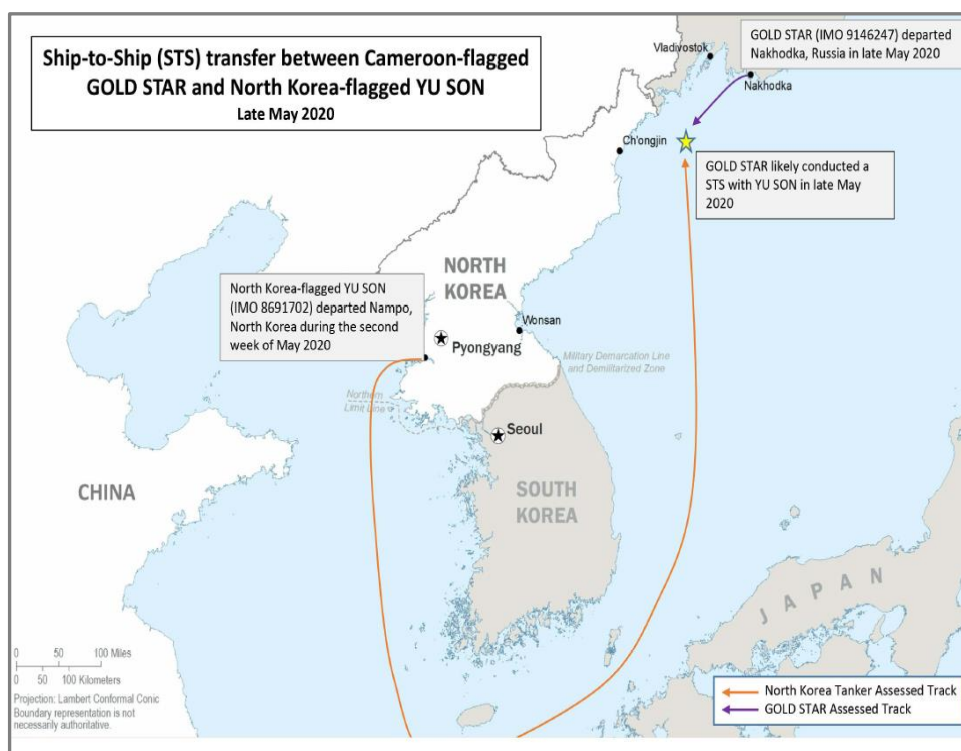 Ship-to-Ship (STS) transfer between Cameroon-flagged
GOLD STAR and North Korea-flagged YU SON
Late May 2020
GOLD STAR (IMO 9146247) departed
Nakhodka, Russia in late May 2020
Vladivostok
Nakhodka
Ch'ongjin
GOLD STAR likely conducted a
STS with YU SON in late May
2020
NORTH
KOREA
North Korea-flagged YU SON
(IMO 8691702) departed Nampo,
North Korea during the second
week of May 2020
Wonsan
Pyongyang
Military Demarcation Line
and Demilitarized Zone
Northern
Limit Line
Seoul
CHINA
SOUTH
KOREA
JAPAN
0 50 100 Miles
0 50 100 Kilometers
Projection: Lambert Conformal Conic
Boundary representation is not
necessarily authoritative.
North Korea Tanker Assessed Track
GOLD STAR Assessed Track